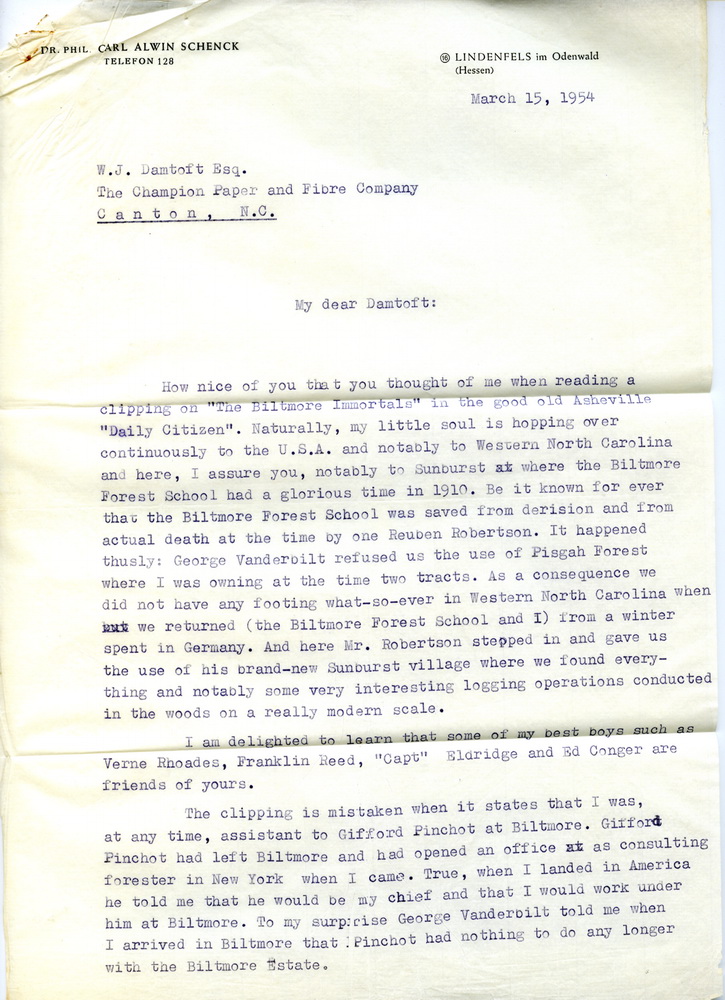 DR. PHIL. CARL ALWIN SCHENCK
TELEFON 128
⑯ LINDENFELS im Odenwald
(Hessen)
March 15, 1954
W.J. Damtoft Esq.
The Champion Paper and Fibre Company
C a n t o n , N.C.
My dear Damtoft:
How nice of you that you thought of me when reading a
clipping on "The Biltmore Immortals" in the good old Asheville
"Daily Citizen". Naturally, my little soul is hopping over
continuously to the U.S.A. and notably to Western North Carolina
and here, I assure you, notably to Sunburst at where the Biltmore
Forest School had a glorious time in 1910. Be it known for ever
that the Biltmore Forest School was saved from derision and from
actual death at the time by one Reuben Robertson. It happened
thusly: George Vanderbilt refused us the use of Pisgah Forest
where I was owning at the time two tracts. As a consequence we
did not have any footing what-so-ever in Western North Carolina when
but we returned (the Biltmore Forest School and I) from a winter
spent in Germany. And here Mr. Robertson stepped in and gave us
the use of his brand-new Sunburst village where we found every-
thing and notably some very interesting logging operations conducted
in the woods on a really modern scale.
I am delighted to learn that some of my best boys such as
Verne Rhoades, Franklin Reed, "Capt" Eldridge and Ed Conger are
friends of yours.
The clipping is mistaken when it states that I was,
at any time, assistant to Gifford Pinchot at Biltmore. Gifford
Pinchot had left Biltmore and had opened an office at as consulting
forester in New York when I came. True, when I landed in America
he told me that he would be my chief and that I would work under
him at Biltmore. To my surprise George Vanderbilt told me when
I arrived in Biltmore that Pinchot had nothing to do any longer
with the Biltmore Estate.